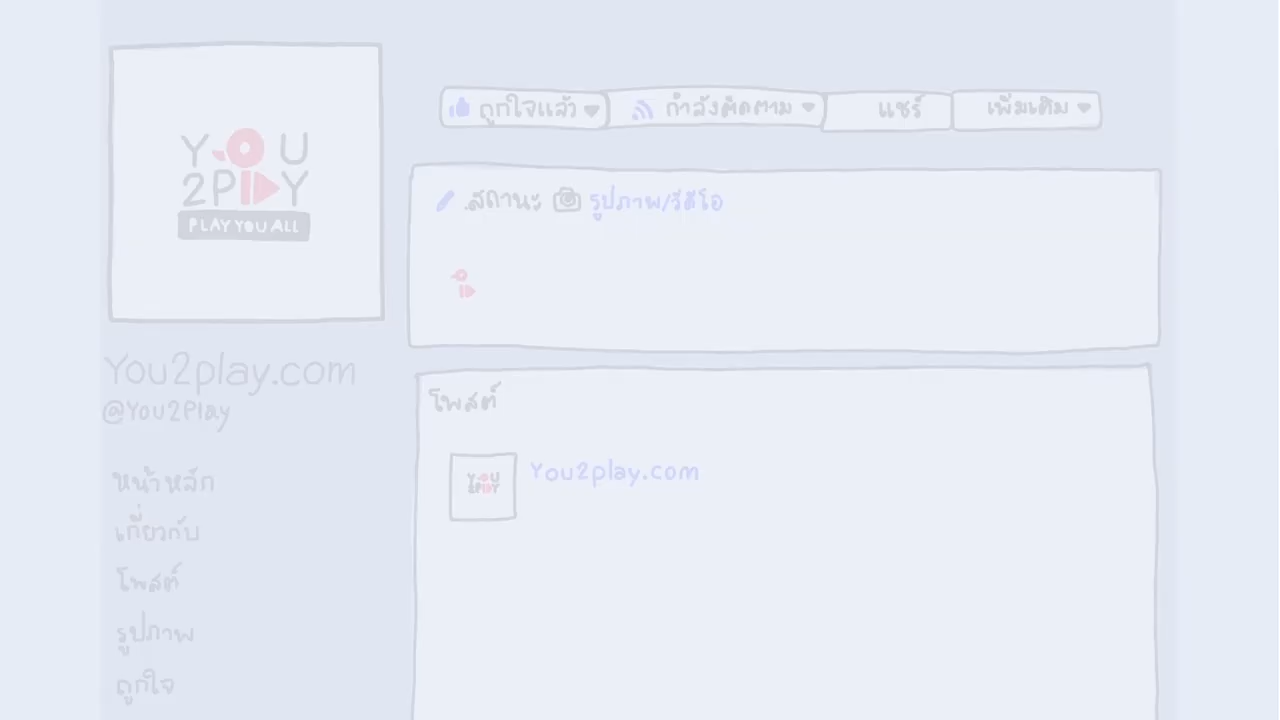 YOU
2PLAY
PLAY YOU ALL
ถูกใจแล้ว กำลังติดตาม แชร์ เพิ่มเติม
.สถานะ รูปภาพ/วีดีโอ
You2play.com
@You2Play
หน้าหลัก
เกี่ยวกับ
โพสต์
รูปภาพ
ถูกใจ
โพสต์
YOU
2PLAY
You2play.com